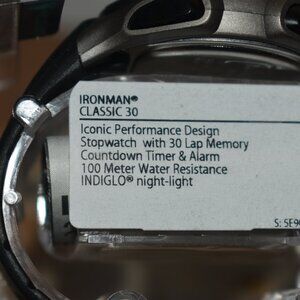 IRONMAN®
CLASSIC 30
Iconic Performance Design
Stopwatch with 30 Lap Memory
Countdown Timer & Alarm
100 Meter Water Resistance
INDIGLO® night-light